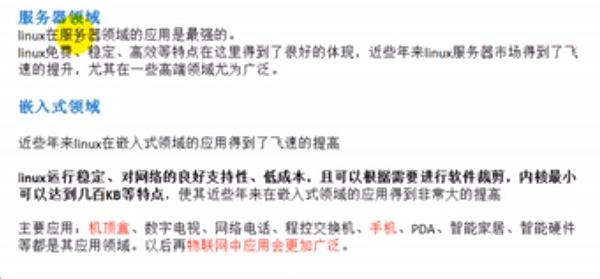 服务器领域
linux在服务器领域的应用是最强的。
linux免费、稳定、高效等特点在这里得到了很好的体现，近些年来linux服务器市场得到了飞
速的提升，尤其在一些高端领域尤为广泛。
嵌入式领域
近些年来linux在嵌入式领域的应用得到了飞速的提高
linux运行稳定、对网络的良好支持性、低成本，且可以根据需要进行软件裁剪，内核最小
可以达到几百KB等特点，使其近些年来在嵌入式领域的应用得到非常大的提高
主要应用：机顶盒、数字电视、网络电话、程控交换机、手机、PDA、智能家居、智能硬件
等都是其应用领域。以后再物联网中应用会更加广泛。